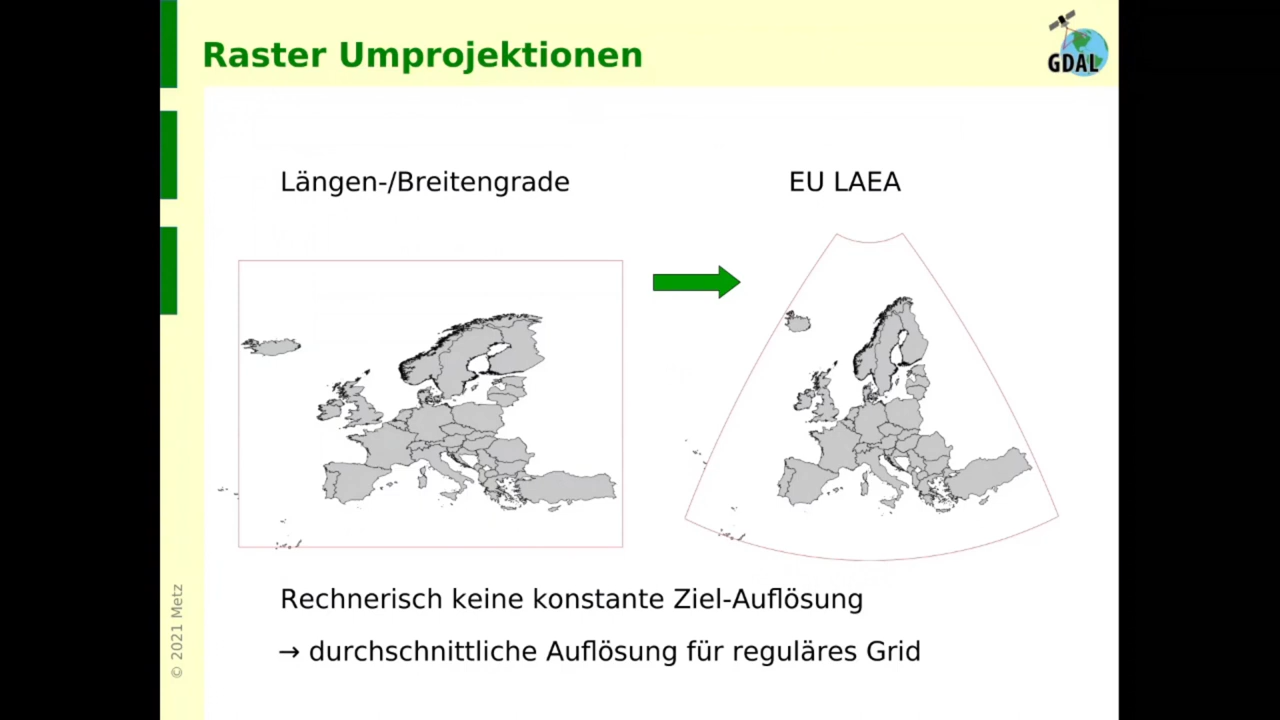 Raster Umprojektionen
GDAL
Längen-/Breitengrade
EU LAEA
Rechnerisch keine konstante Ziel-Auflösung
→ durchschnittliche Auflösung für reguläres Grid
© 2021 Metz